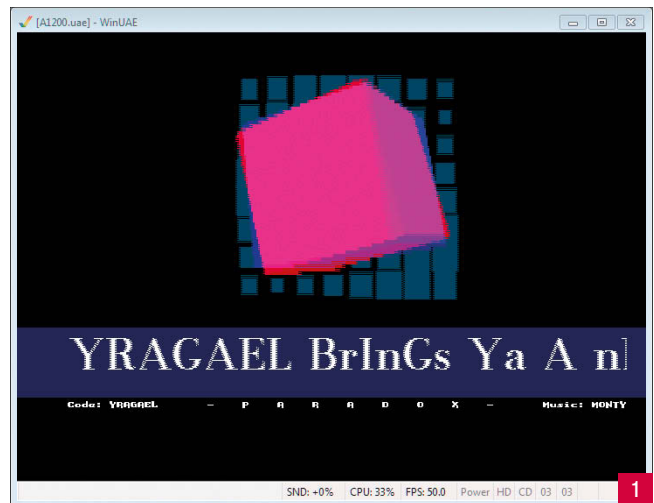 [A1200.uae] - WinUAE
YRAGAEL BrInGs Ya A n
Code: YRAGAEL - P A R A D O X - Music: MONTY
SND: +0% CPU: 33% FPS: 50.0 Power HD CD 03 03
1